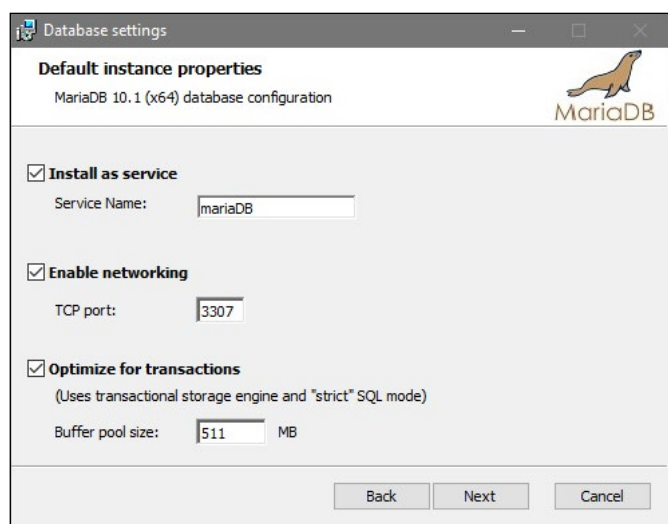 Database settings
Default instance properties
MariaDB 10.1 (x64) database configuration
MariaDB
Install as service
Service Name: mariaDB
Enable networking
TCP port: 3307
Optimize for transactions
(Uses transactional storage engine and "strict" SQL mode)
Buffer pool size: 511 MB
Back Next Cancel